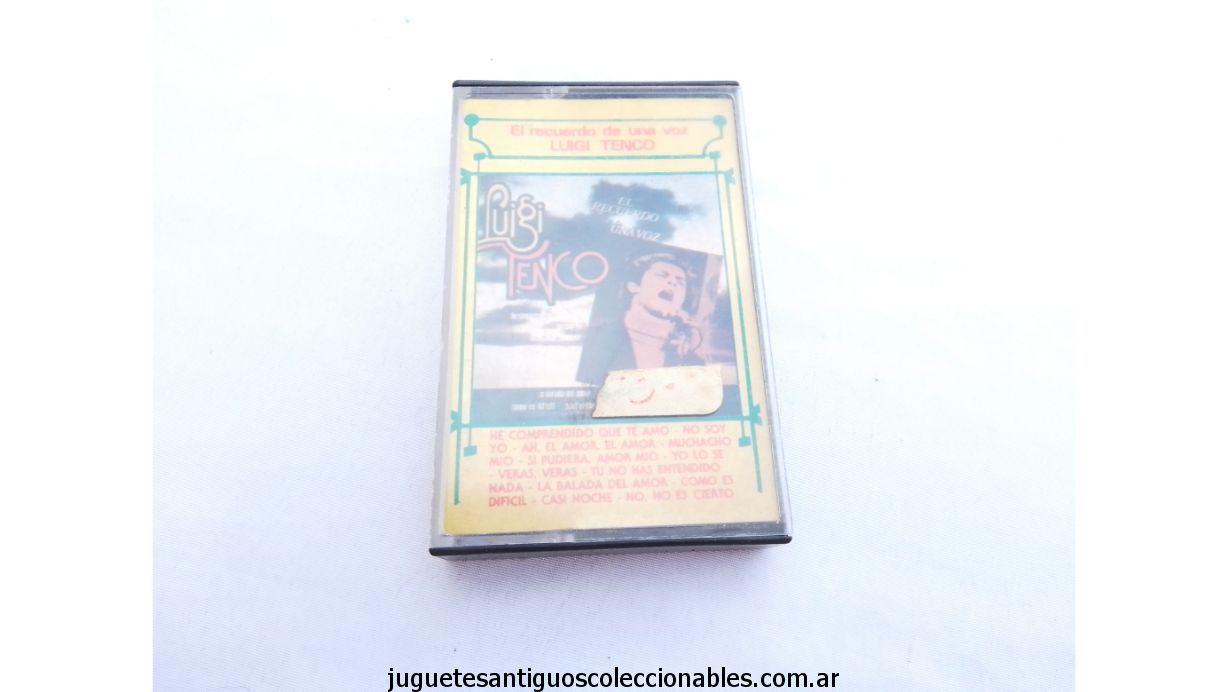 El recuerdo de una voz
LUIGI TENCO
Luigi
TENCO
EL
RECUERDO
UNA VOZ
HE COMPRENDIDO QUE TE AMO - NO SOY
YO - AH, EL AMOR, EL AMOR - MUCHACHO
MIO - SI PUDIERA, AMOR MIO - YO LO SE
- VERAS, VERAS - TU NO HAS ENTENDIDO
NADA - LA BALADA DEL AMOR - COMO ES
DIFICIL - CASI NOCHE - NO, NO ES CIERTO
juguetesantiguoscoleccionables.com.ar